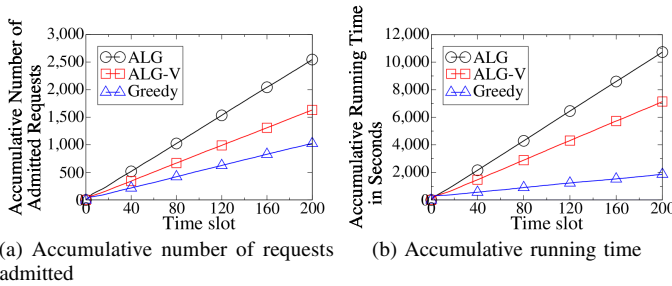 3,000
2,500
2,000
1,500
1,000
500
0
Accumulative Number of
Admitted Requests
ALG
ALG-V
Greedy
0 40 80 120 160 200
Time slot
(a) Accumulative number of requests
admitted
12,000
10,000
8,000
6,000
4,000
2,000
0
Accumulative Running Time
in Seconds
ALG
ALG-V
Greedy
0 40 80 120 160 200
Time slot
(b) Accumulative running time